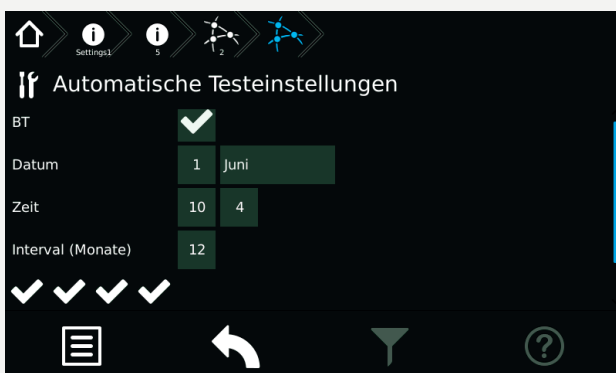 Settings1 5 2
Automatische Testeinstellungen
BT
Datum 1 Juni
Zeit 10 4
Interval (Monate) 12